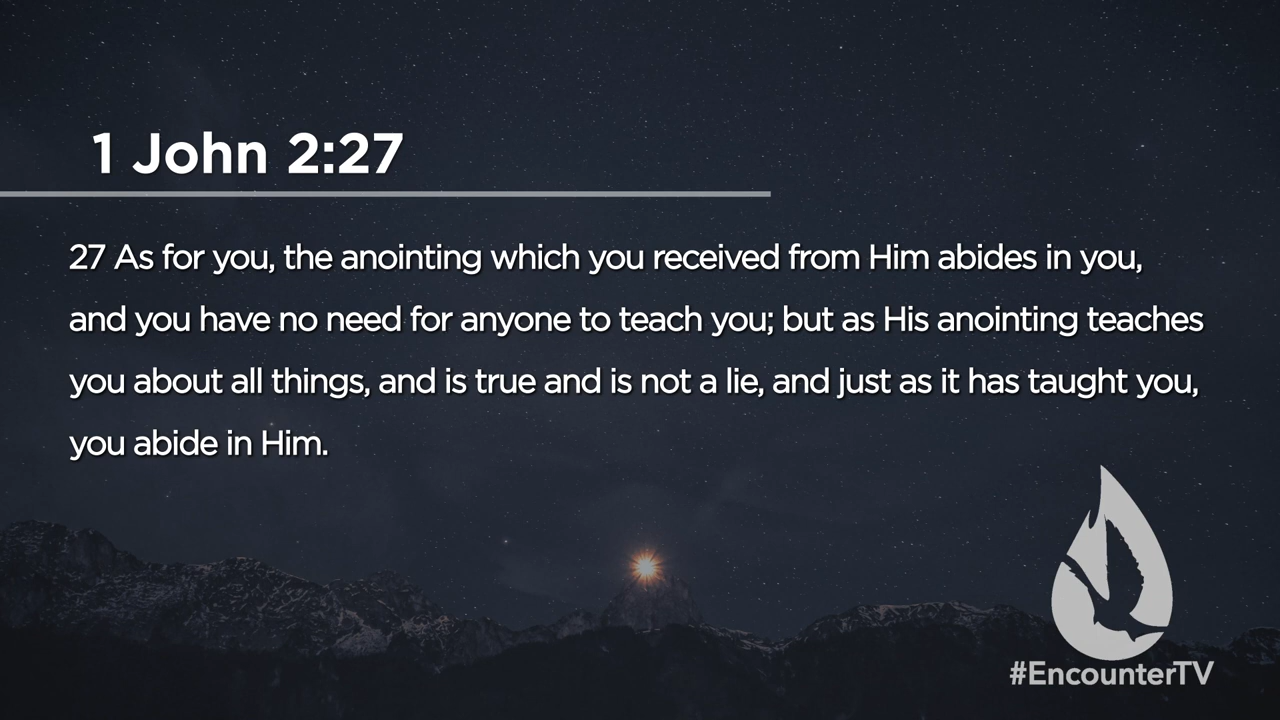 1 John 2:27
27 As for you, the anointing which you received from Him abides in you,
and you have no need for anyone to teach you; but as His anointing teaches
you about all things, and is true and is not a lie, and just as it has taught you,
you abide in Him.
#EncounterTV